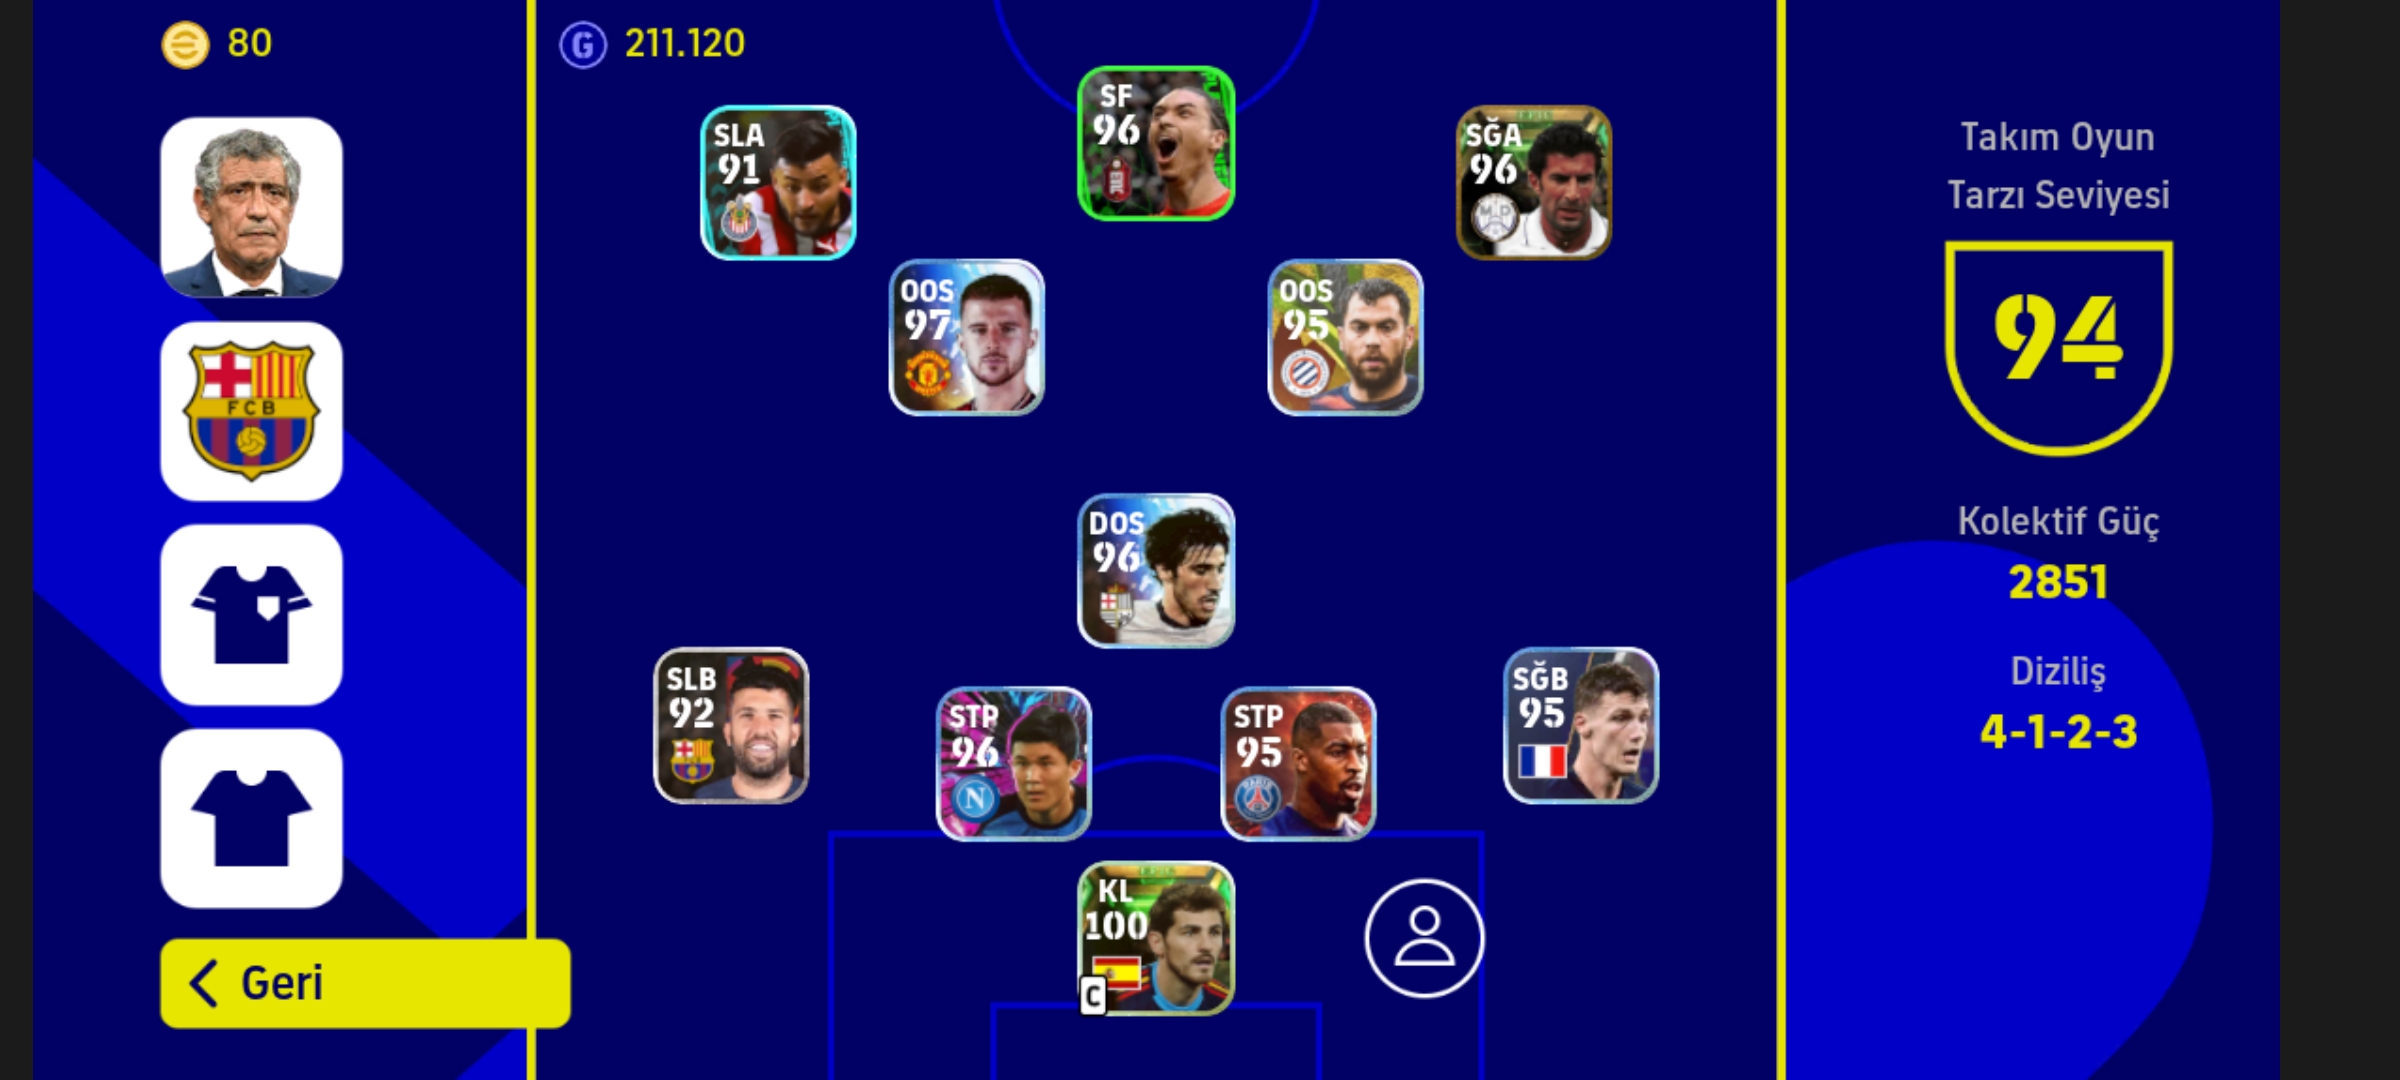 80
211.120
SF
96
SLA
91
SĞA
96
OOS
97
OOS
95
DOS
96
SLB
92
SĞB
95
STP
96
STP
95
KL
100
C
FCB
N
Geri
Takım Oyun
Tarzı Seviyesi
94
Kolektif Güç
2851
Diziliş
4-1-2-3